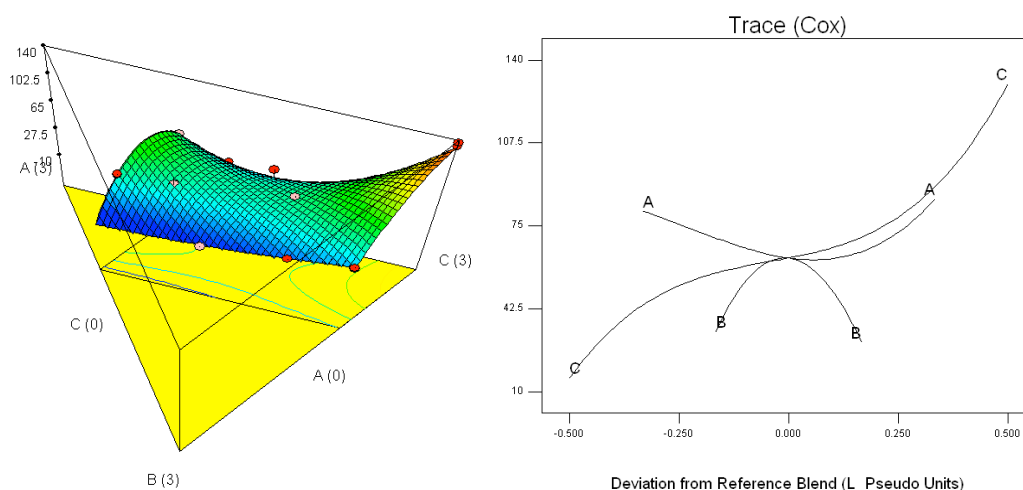 140
102.5
65
27.5
-10
A (3)
C (3)
C (0)
A (0)
B (3)
Trace (Cox)
140
107.5
75
42.5
10
C
A
A
B
B
C
-0.500
-0.250
0.000
0.250
0.500
Deviation from Reference Blend (L_Pseudo Units)